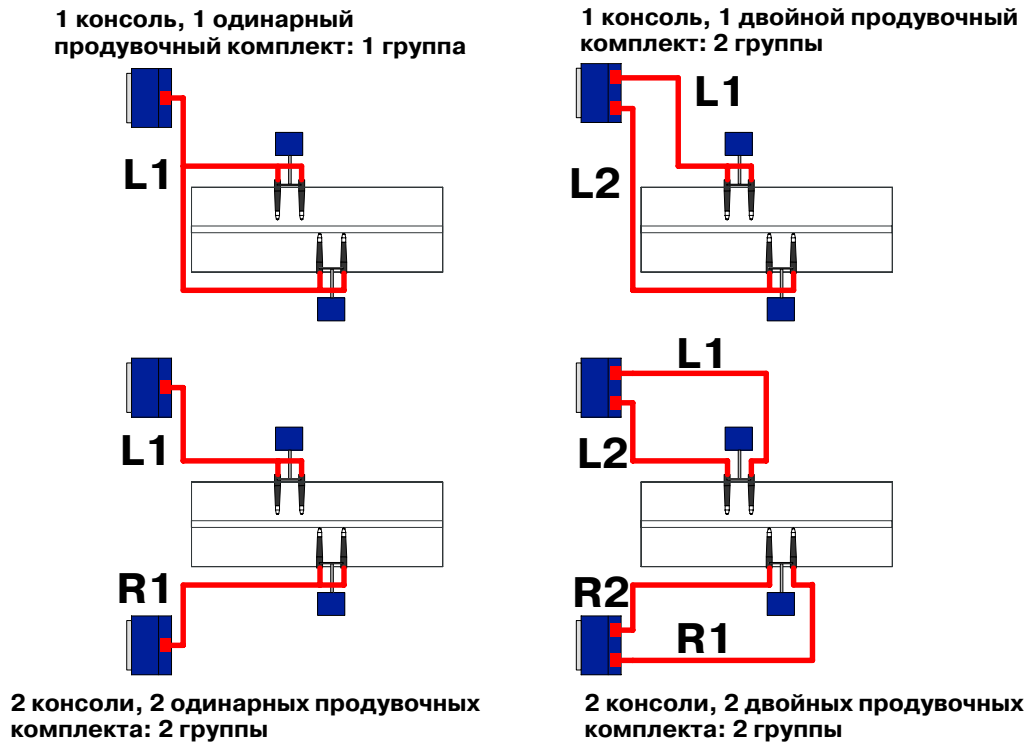 1 консоль, 1 одинарный
продувочный комплект: 1 группа
L1
1 консоль, 1 двойной продувочный
комплект: 2 группы
L1
L2
L1
R1
2 консоли, 2 одинарных продувочных
комплекта: 2 группы
L1
L2
R2
R1
2 консоли, 2 двойных продувочных
комплекта: 2 группы